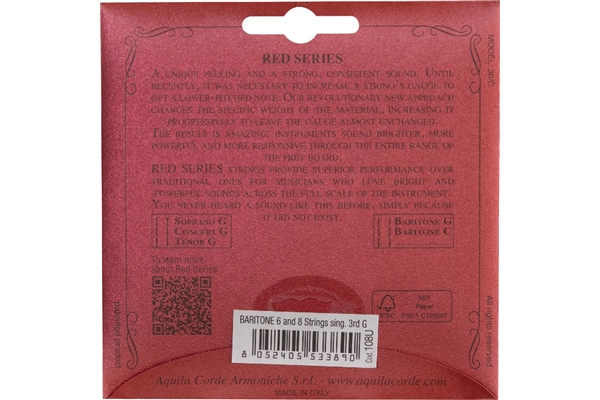 RED SERIES
A UNIQUE FEELING AND A STRONG, CONSISTENT SOUND. UNTIL
RECENTLY, IT WAS NECESSARY TO INCREASE A STRONG'S GAUGE TO
GET A LOWER-PITCHED NOTE. OUR REVOLUTIONARY NEW APPROACH
CHANGES THE SPECIFIC WEIGHT OF THE MATERIAL, INCREASING IT
PROGRESSIVELY TO LEAVE THE GAUGE ALMOST UNCHANGED.
THE RESULT IS AMAZING! INSTRUMENTS SOUND BRIGHTER, MORE
POWERFUL AND MORE RESPONSIVE THROUGH THE ENTIRE RANGE OF
THE FRET BOARD.
RED SERIES STRINGS PROVIDE SUPERIOR PERFORMANCE OVER
TRADITIONAL ONES FOR MUSICIANS WHO LOVE BRIGHT AND
POWERFUL SOUNDS ACROSS THE FULL SCALE OF THE INSTRUMENT.
YOU NEVER HEARD A SOUND LIKE THIS BEFORE, SIMPLY BECAUSE
IT DID NOT EXIST.
SOPRANO G
CONCERT G
TENOR G
BARITONE G
BARITONE C
To learn more
about Red Series
FSC
MIX
Paper
BARITONE 6 and 8 Strings sing. 3rd G
8 052405 533890
Cod. 108U
patented product
All rights reserved
Aquila Corde Armoniche S.r.l. - www.aquilacorde.com
MADE IN ITALY